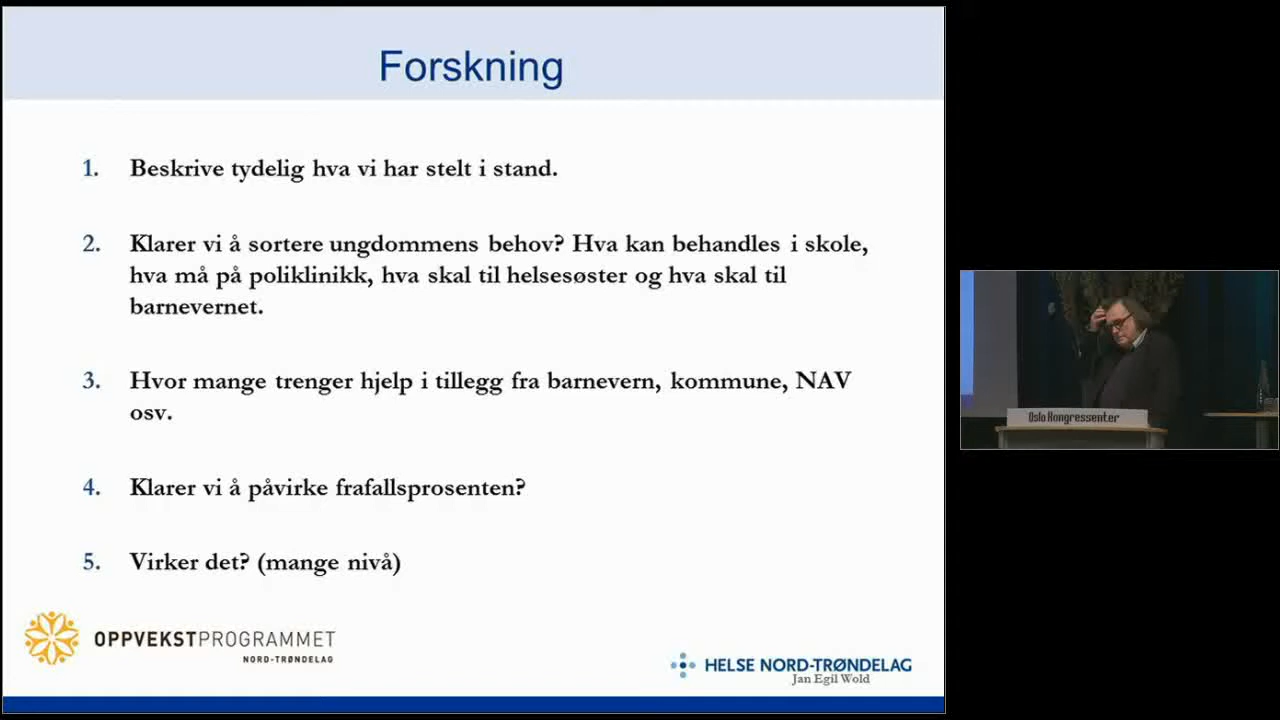 Forskning
1. Beskrive tydelig hva vi har stelt i stand.
2. Klarer vi å sortere ungdommens behov? Hva kan behandles i skole,
hva må på poliklinikk, hva skal til helsesøster og hva skal til
barnevernet.
3. Hvor mange trenger hjelp i tillegg fra barnevern, kommune, NAV
osv.
4. Klarer vi å påvirke frafallsprosenten?
5. Virker det? (mange nivå)
OPPVEKSTPROGRAMMET
NORD-TRØNDELAG
HELSE NORD-TRØNDELAG
Jan Egil Wold
Oslo Kongressenter